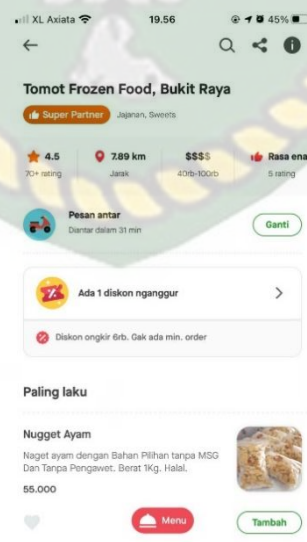 XL Axiata 19.56 45%
Tomot Frozen Food, Bukit Raya
Super Partner Jajanan, Sweets
4.5 7.89 km $$$$ Rasa ena
70+ rating Jarak 40rb-100rb 5 rating
Pesan antar
Diantar dalam 31 min
Ganti
Ada 1 diskon nganggur
Diskon ongkir 6rb. Gak ada min. order
Paling laku
Nugget Ayam
Naget ayam dengan Bahan Pilihan tanpa MSG
Dan Tanpa Pengawet. Berat 1Kg. Halal.
55.000
Menu
Tambah